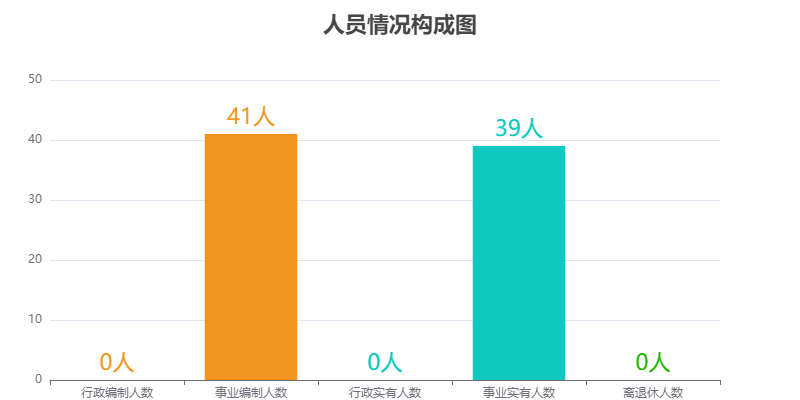 人员情况构成图
50
40
30
20
10
0
0人
41人
0人
39人
0人
行政编制人数
事业编制人数
行政实有人数
事业实有人数
离退休人数